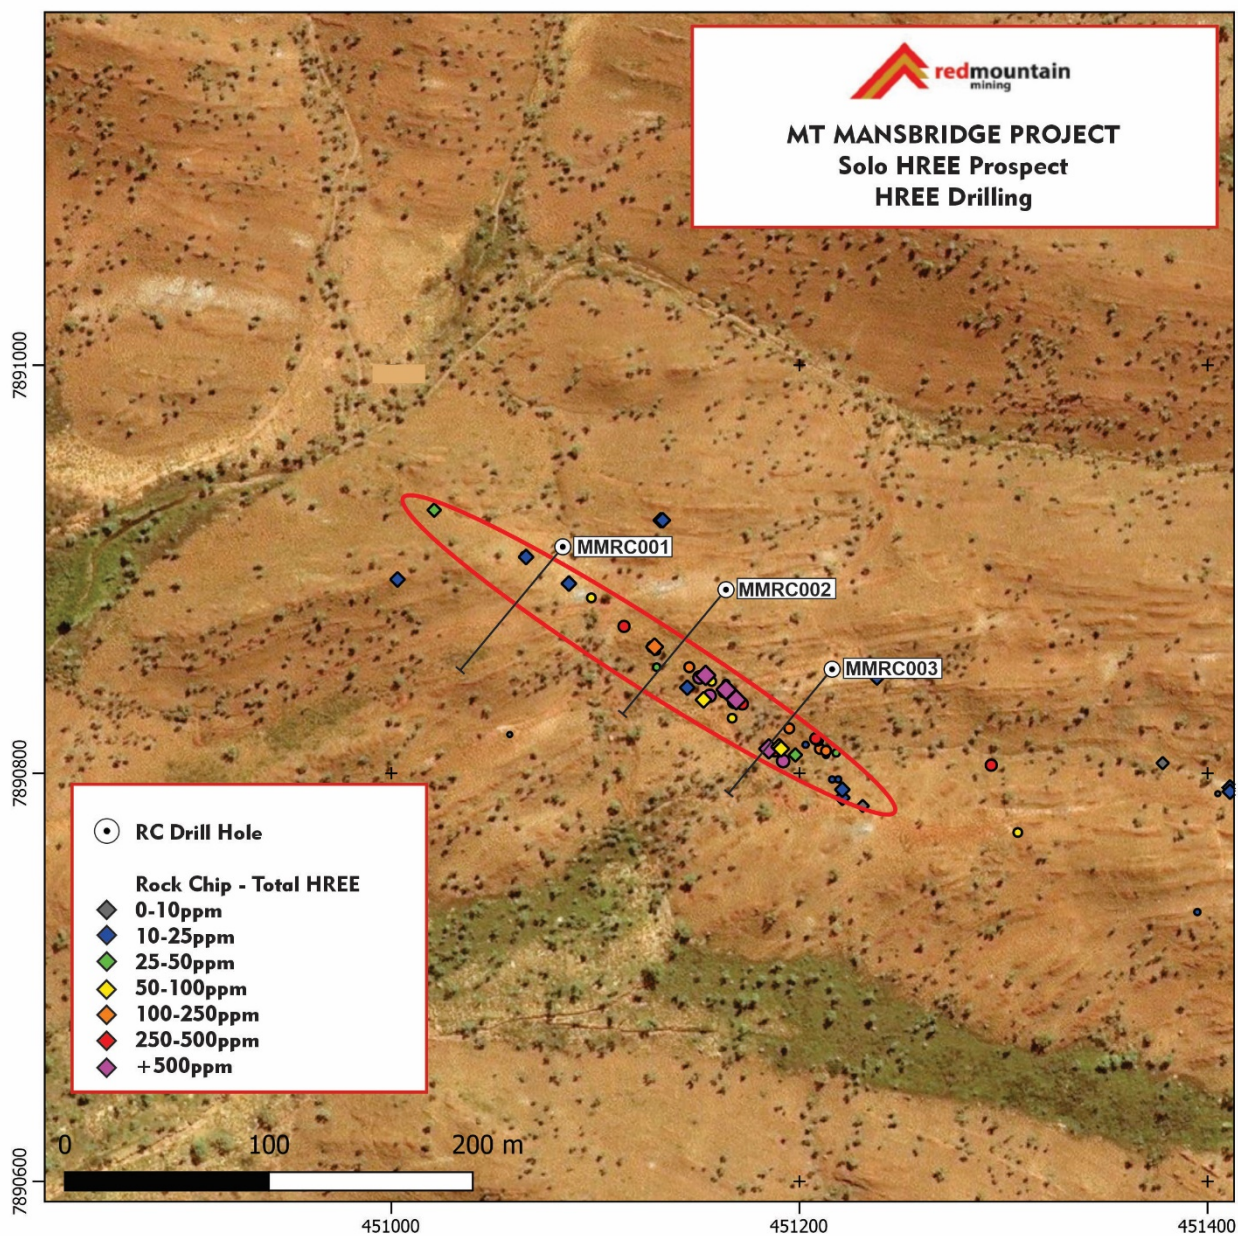 redmountain
mining
MT MANSBRIDGE PROJECT
Solo HREE Prospect
HREE Drilling
7891000
MMRC001
MMRC002
MMRC003
7890800
RC Drill Hole
Rock Chip - Total HREE
0-10ppm
10-25ppm
25-50ppm
50-100ppm
100-250ppm
250-500ppm
+500ppm
0 100 200 m
7890600
451000 451200 451400